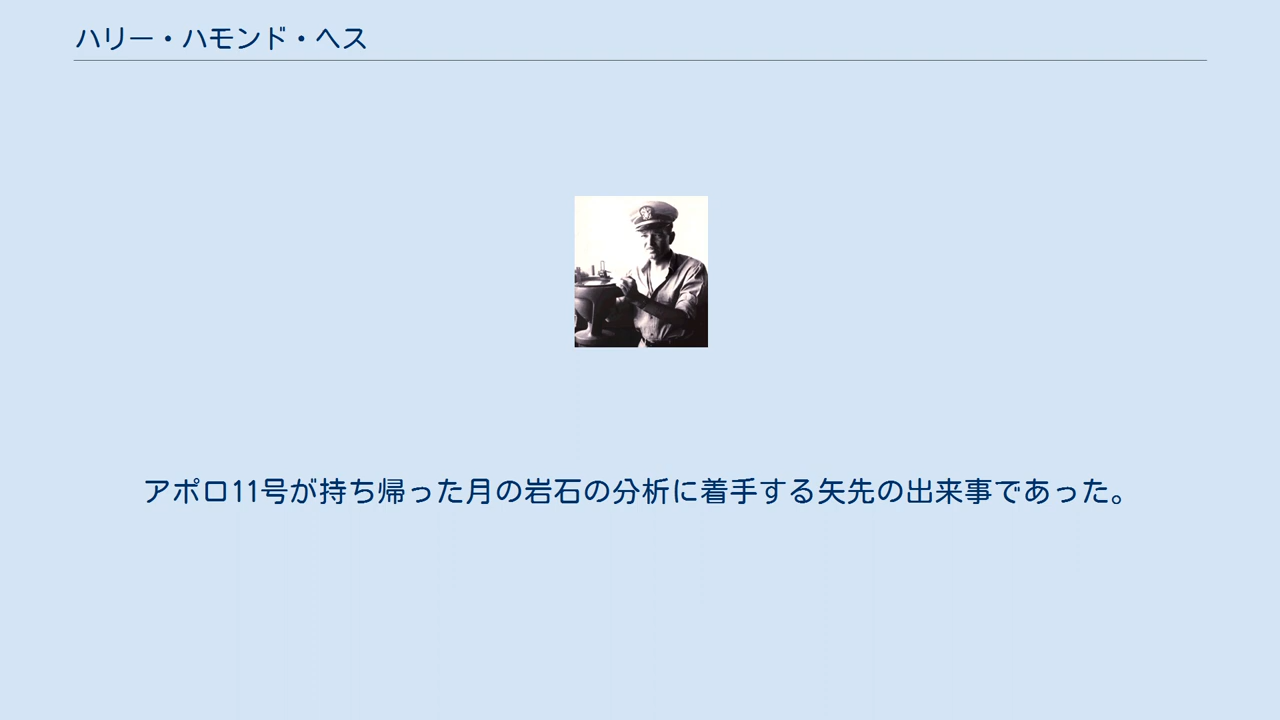 ハリー・ハモンド・ヘス
アポロ11号が持ち帰った月の岩石の分析に着手する矢先の出来事であった。